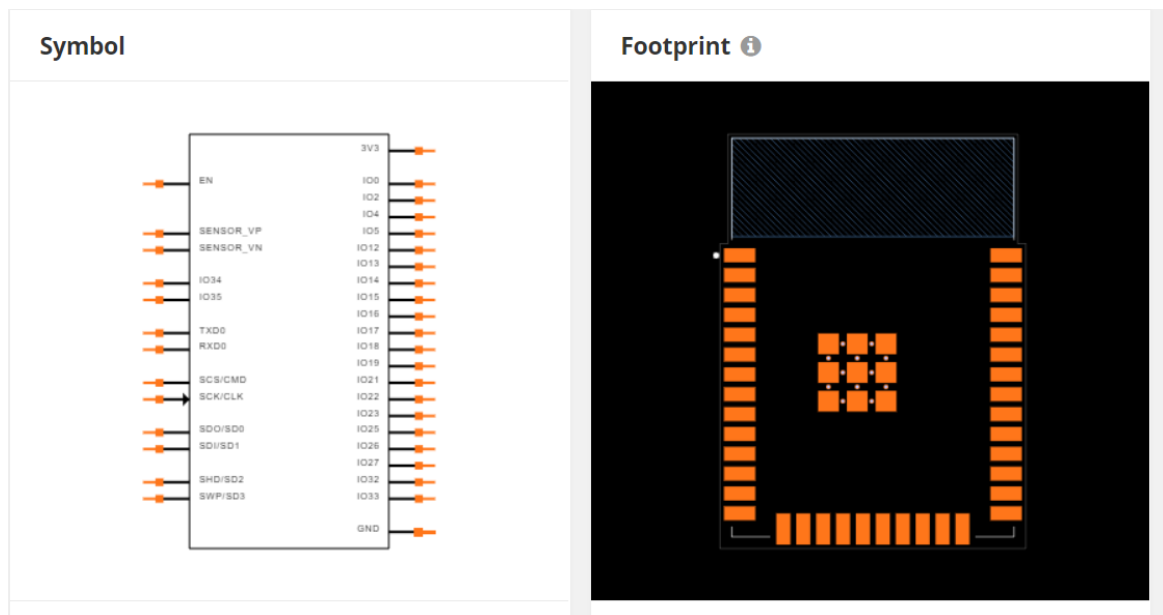 Symbol
Footprint
3V3
EN
IO0
IO2
IO4
SENSOR_VP
IO5
SENSOR_VN
IO12
IO13
IO34
IO14
IO35
IO15
IO16
TXD0
IO17
RXD0
IO18
IO19
SCS/CMD
IO21
SCK/CLK
IO22
IO23
SDO/SD0
IO25
SDI/SD1
IO26
IO27
SHD/SD2
IO32
SWP/SD3
IO33
GND